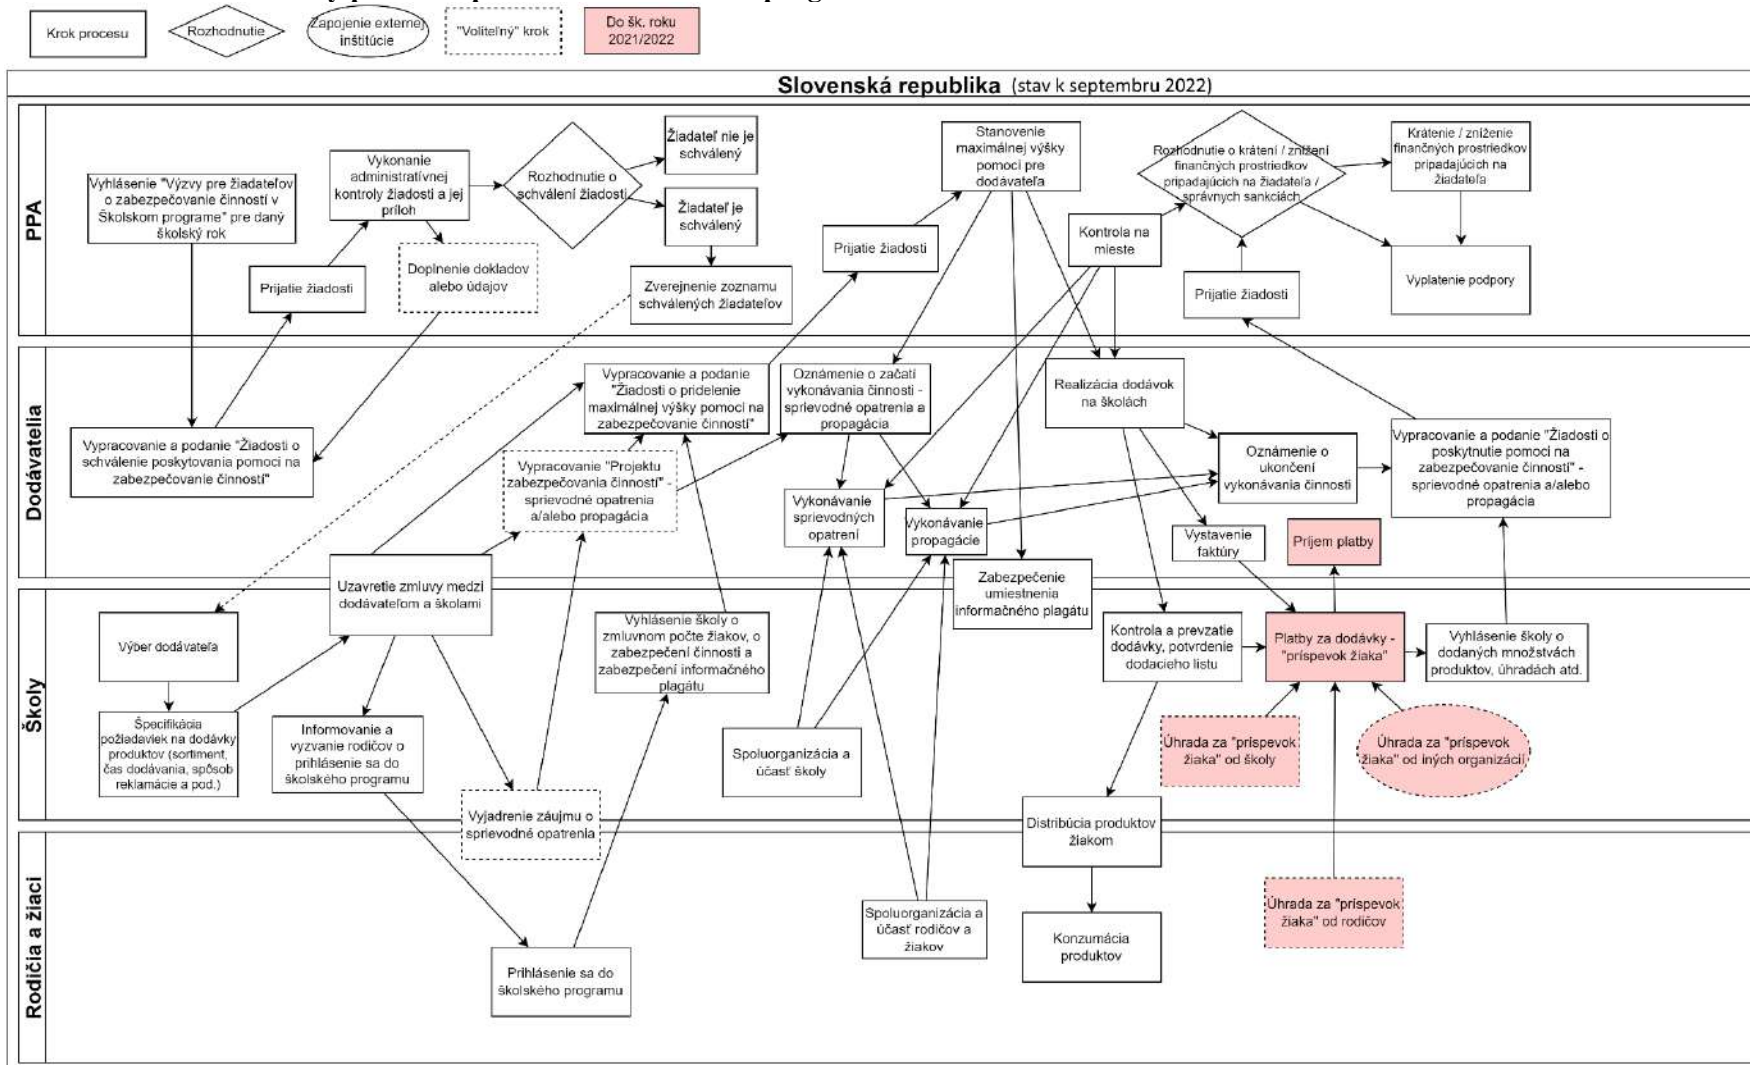 Krok procesu
Rozhodnutie
Zapojenie externej
inštitúcie
"Voliteľný" krok
Do šk. roku
2021/2022
Slovenská republika (stav k septembru 2022)
PPA
Vyhlásenie "Výzvy pre žiadateľov
o zabezpečovanie činností v
Školskom programe" pre daný
školský rok
Vykonanie
administratívnej
kontroly žiadosti a jej
príloh
Rozhodnutie o
schválení žiadosti
Žiadateľ nie je
schválený
Žiadateľ je
schválený
Prijatie žiadosti
Doplnenie dokladov
alebo údajov
Zverejnenie zoznamu
schválených žiadateľov
Prijatie žiadosti
Stanovenie
maximálnej výšky
pomoci pre
dodávateľa
Kontrola na
mieste
Rozhodnutie o krátení / znížení
finančných prostriedkov
pripadajúcich na žiadateľa /
správnych sankciách
Krátenie / zníženie
finančných prostriedkov
pripadajúcich na
žiadateľa
Prijatie žiadosti
Vyplatenie podpory
Dodávatelia
Vypracovanie a podanie "Žiadosti o
schválenie poskytovania pomoci na
zabezpečovanie činností"
Vypracovanie a podanie
"Žiadosti o pridelenie
maximálnej výšky pomoci na
zabezpečovanie činností"
Oznámenie o začatí
vykonávania činnosti -
sprievodné opatrenia a
propagácia
Realizácia dodávok
na školách
Vypracovanie "Projektu
zabezpečovania činností" -
sprievodné opatrenia
a/alebo propagácia
Vykonávanie
sprievodných
opatrení
Vykonávanie
propagácie
Oznámenie o
ukončení
vykonávania činnosti
Vypracovanie a podanie "Žiadosti o
poskytnutie pomoci na
zabezpečovanie činností" -
sprievodné opatrenia a/alebo
propagácia
Vystavenie
faktúry
Príjem platby
Uzavretie zmluvy medzi
dodávateľom a školami
Zabezpečenie
umiestnenia
informačného plagátu
Školy
Výber dodávateľa
Vyhlásenie školy o
zmluvnom počte žiakov, o
zabezpečení činnosti a
zabezpečení informačného
plagátu
Kontrola a prevzatie
dodávky, potvrdenie
dodacieho listu
Platby za dodávky -
"príspevok žiaka"
Vyhlásenie školy o
dodaných množstvách
produktov, úhradách atd.
Špecifikácia
požiadaviek na dodávky
produktov (sortiment,
čas dodávania, spôsob
reklamácie a pod.)
Informovanie a
vyzvanie rodičov o
prihlásenie sa do
školského programu
Spoluorganizácia a
účasť školy
Úhrada za "príspevok
žiaka" od školy
Úhrada za "príspevok
žiaka" od iných organizácií
Vyjadrenie záujmu o
sprievodné opatrenia
Distribúcia produktov
žiakom
Rodičia a žiaci
Spoluorganizácia a
účasť rodičov a
žiakov
Úhrada za "príspevok
žiaka" od rodičov
Konzumácia
produktov
Prihlásenie sa do
školského programu